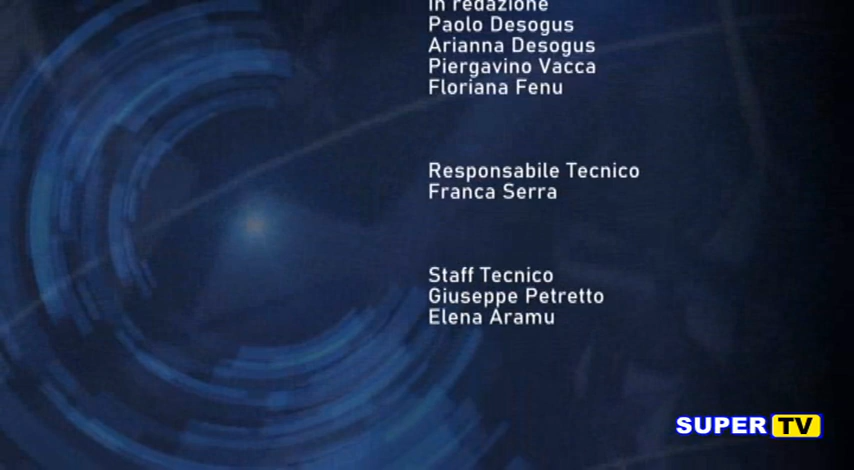 In redazione
Paolo Desogus
Arianna Desogus
Piergavino Vacca
Floriana Fenu
Responsabile Tecnico
Franca Serra
Staff Tecnico
Giuseppe Petretto
Elena Aramu
SUPER TV